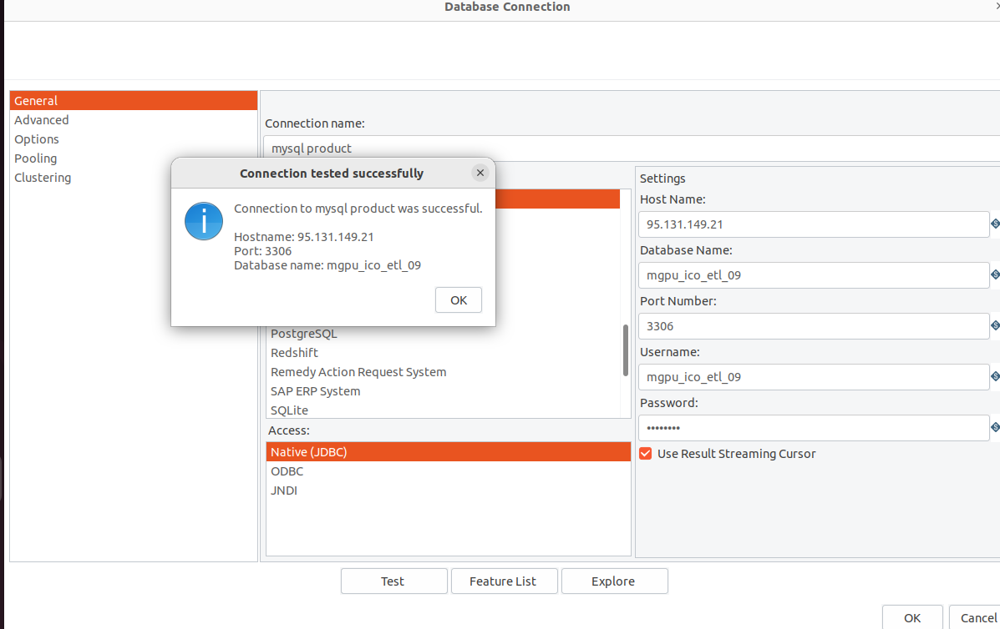 Database Connection
General
Advanced
Options
Pooling
Clustering
Connection name:
mysql product
Connection tested successfully
Connection to mysql product was successful.
Hostname: 95.131.149.21
Port: 3306
Database name: mgpu_ico_etl_09
OK
PostgreSQL
Redshift
Remedy Action Request System
SAP ERP System
SQLite
Access:
Native (JDBC)
ODBC
JNDI
Settings
Host Name:
95.131.149.21
Database Name:
mgpu_ico_etl_09
Port Number:
3306
Username:
mgpu_ico_etl_09
Password:
••••••••
Use Result Streaming Cursor
Test
Feature List
Explore
OK
Cancel